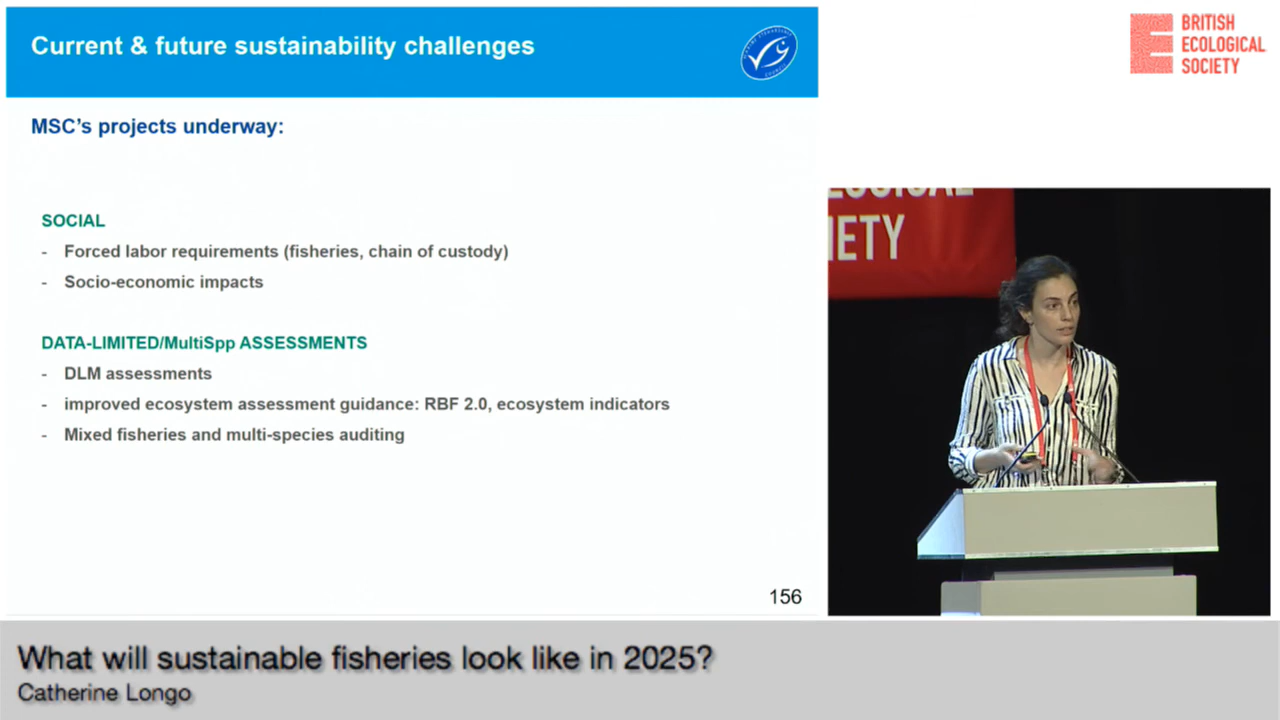 Current & future sustainability challenges
BRITISH
ECOLOGICAL
SOCIETY
MSC's projects underway:
SOCIAL
- Forced labor requirements (fisheries, chain of custody)
- Socio-economic impacts
DATA-LIMITED/MultiSpp ASSESSMENTS
- DLM assessments
- improved ecosystem assessment guidance: RBF 2.0, ecosystem indicators
- Mixed fisheries and multi-species auditing
156
IETY
What will sustainable fisheries look like in 2025?
Catherine Longo